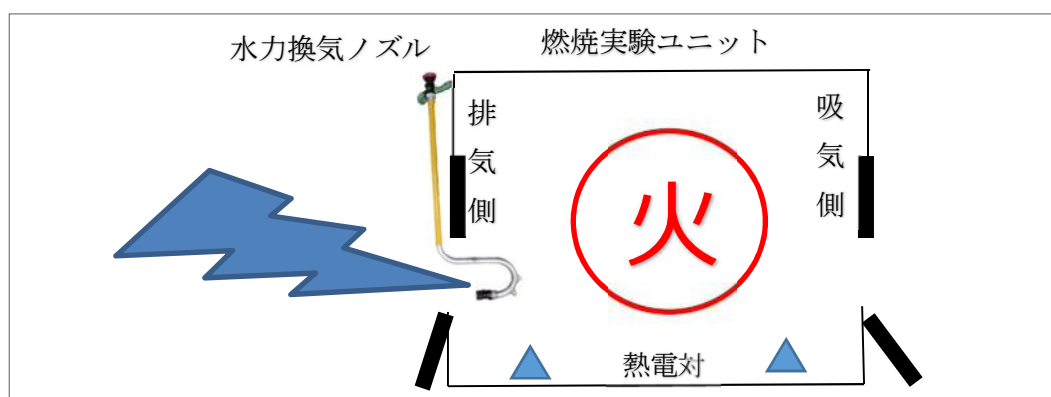 水力換気ノズル
燃焼実験ユニット
排気側
吸気側
火
熱電対